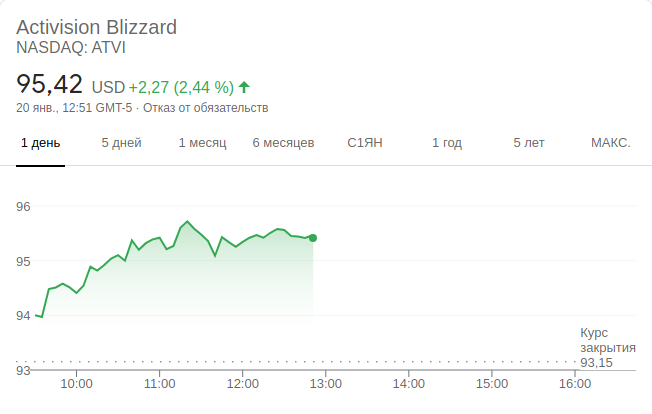 Activision Blizzard
NASDAQ: ATVI
95,42 USD +2,27 (2,44 %)
20 янв., 12:51 GMT-5 · Отказ от обязательств
1 день 5 дней 1 месяц 6 месяцев С1ЯН 1 год 5 лет МАКС.
96
95
94
93
Курс
закрытия
93,15
10:00 11:00 12:00 13:00 14:00 15:00 16:00